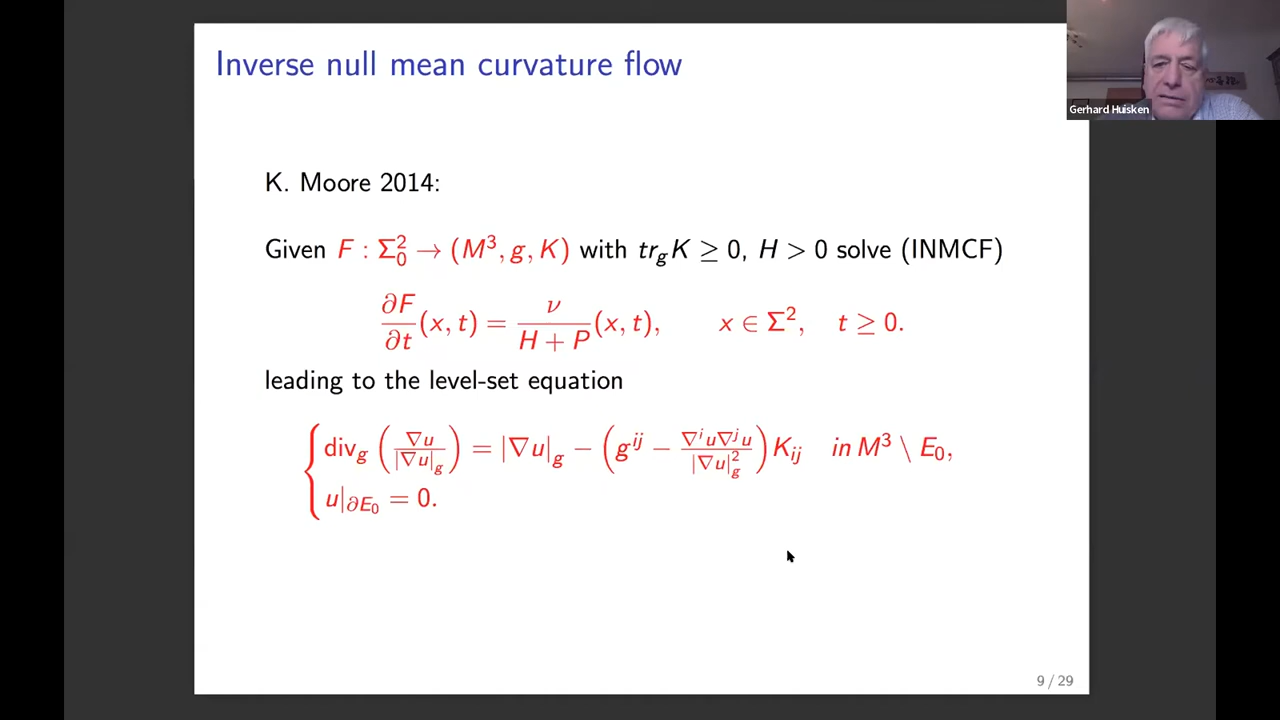 Inverse null mean curvature flow
Gerhard Huisken
K. Moore 2014:
Given F : Σ₀² → (M³, g, K) with tr_g K ≥ 0, H > 0 solve (INMCF)
∂F/∂t (x, t) = ν/(H + P) (x, t), x ∈ Σ², t ≥ 0.
leading to the level-set equation
{ div_g (∇u/|∇u|_g) = |∇u|_g − (g^{ij} − ∇^i u∇^j u/|∇u|²_g) K_{ij} in M³ \ E₀,
u|_{∂E₀} = 0.
9 / 29